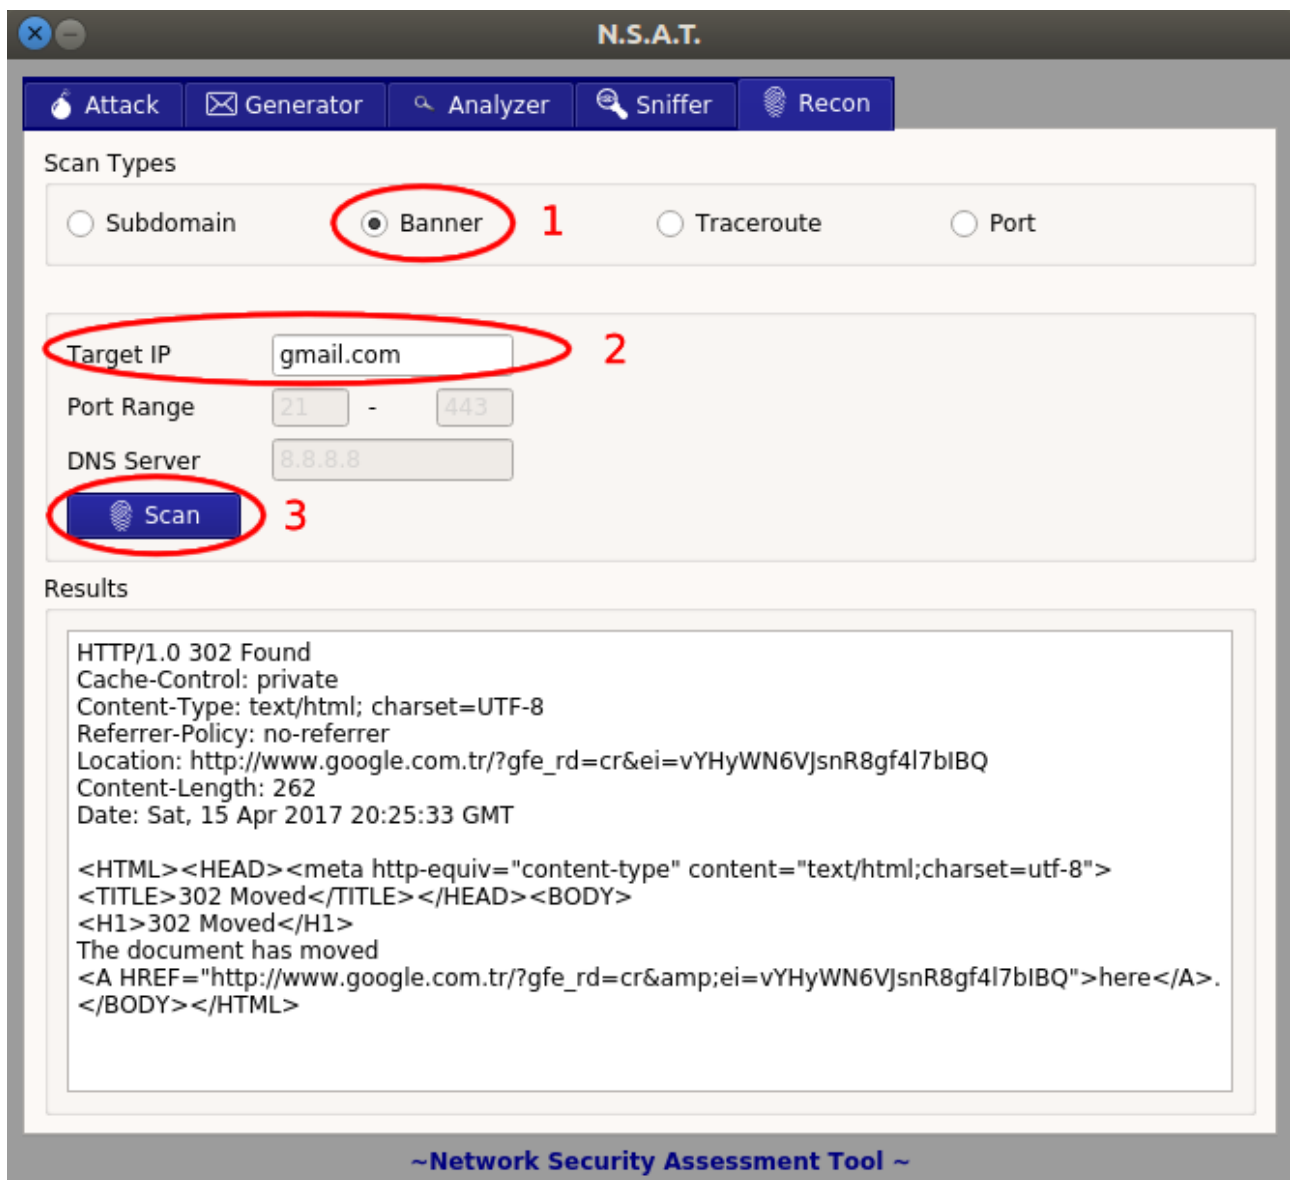 N.S.A.T.
Attack Generator Analyzer Sniffer Recon
Scan Types
Subdomain Banner 1 Traceroute Port
Target IP gmail.com 2
Port Range 21 - 443
DNS Server 8.8.8.8
Scan 3
Results
HTTP/1.0 302 Found
Cache-Control: private
Content-Type: text/html; charset=UTF-8
Referrer-Policy: no-referrer
Location: http://www.google.com.tr/?gfe_rd=cr&ei=vYHyWN6VJsnR8gf4l7bIBQ
Content-Length: 262
Date: Sat, 15 Apr 2017 20:25:33 GMT
<HTML><HEAD><meta http-equiv="content-type" content="text/html;charset=utf-8">
<TITLE>302 Moved</TITLE></HEAD><BODY>
<H1>302 Moved</H1>
The document has moved
<A HREF="http://www.google.com.tr/?gfe_rd=cr&amp;ei=vYHyWN6VJsnR8gf4l7bIBQ">here</A>.
</BODY></HTML>
~Network Security Assessment Tool ~